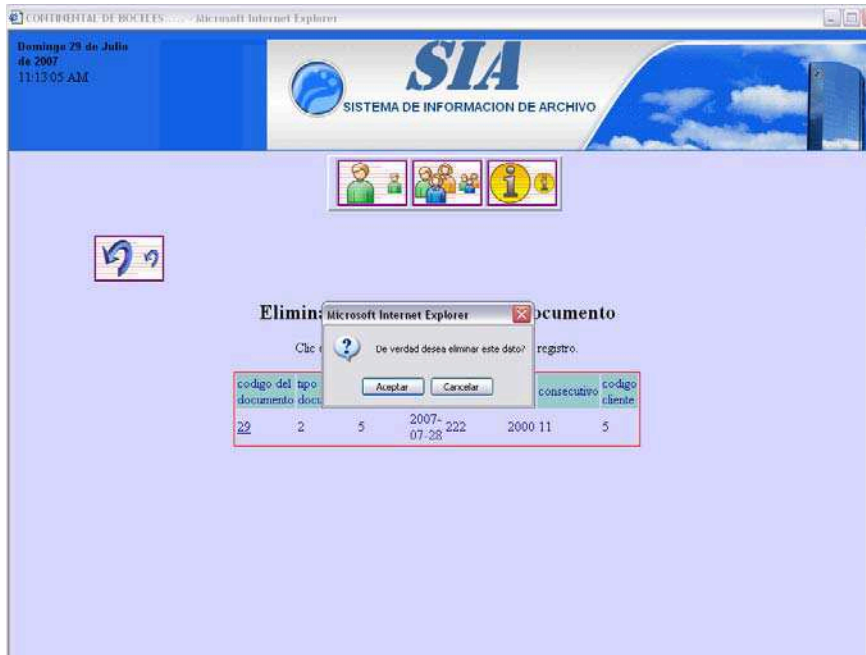 CONTINENTAL DE BOCELES..... - Microsoft Internet Explorer
Domingo 29 de Julio
de 2007
11:13:05 AM
SIA
SISTEMA DE INFORMACION DE ARCHIVO
Elimin ocumento
Microsoft Internet Explorer
Clic registro.
De verdad desea eliminar este dato?
Aceptar Cancelar
codigo del tipo consecutivo codigo
documento docu cliente
29 2 5 2007- 222 2000 11 5
07-28